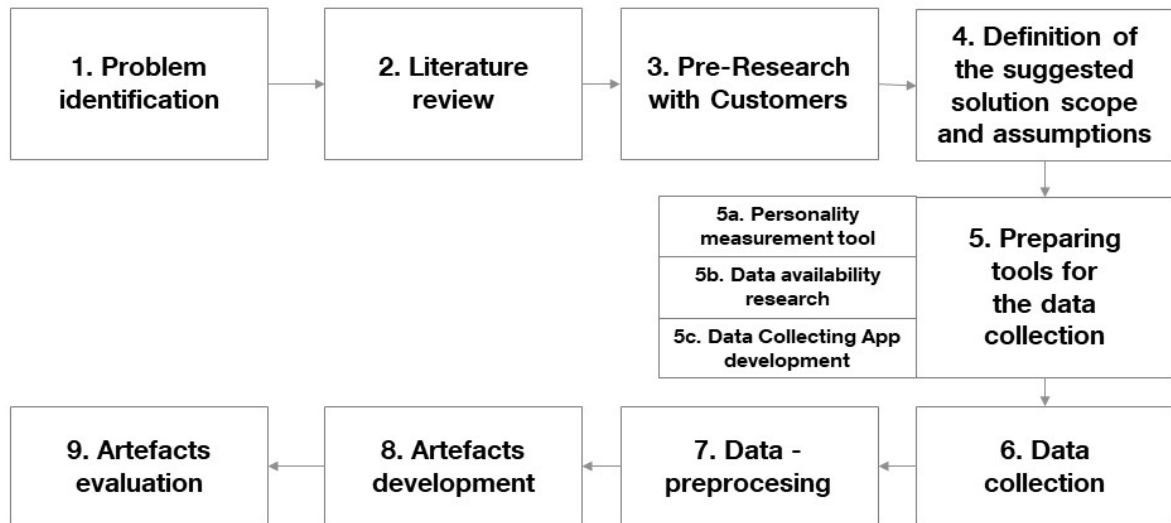 1. Problem
identification
2. Literature
review
3. Pre-Research
with Customers
4. Definition of
the suggested
solution scope
and assumptions
5a. Personality
measurement tool
5b. Data availability
research
5c. Data Collecting App
development
5. Preparing
tools for
the data
collection
6. Data
collection
7. Data -
preprocesing
8. Artefacts
development
9. Artefacts
evaluation